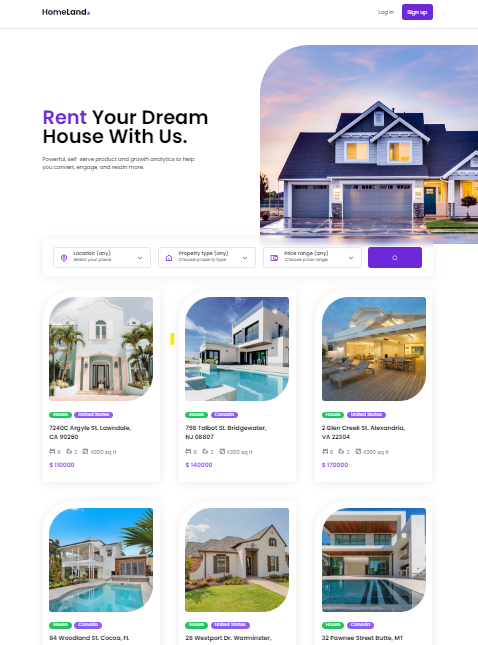 HomeLand.
Log in
Sign up
Rent Your Dream
House With Us.
Powerful, self-serve product and growth analytics to help
you convert, engage, and retain more.
Location (any)
Select your place
Property type (any)
Choose property type
Price range (any)
Choose price range
House United States
7240C Argyle St. Lawndale,
CA 90260
6 3 4200 sq ft
$ 110000
House Canada
798 Talbot St. Bridgewater,
NJ 08807
6 3 4200 sq ft
$ 140000
House United States
2 Glen Creek St. Alexandria,
VA 22304
6 3 4200 sq ft
$ 170000
House Canada
64 Woodland St. Cocoa, FL
House United States
28 Westport Dr. Warminster,
House Canada
32 Pawnee Street Butte, MT